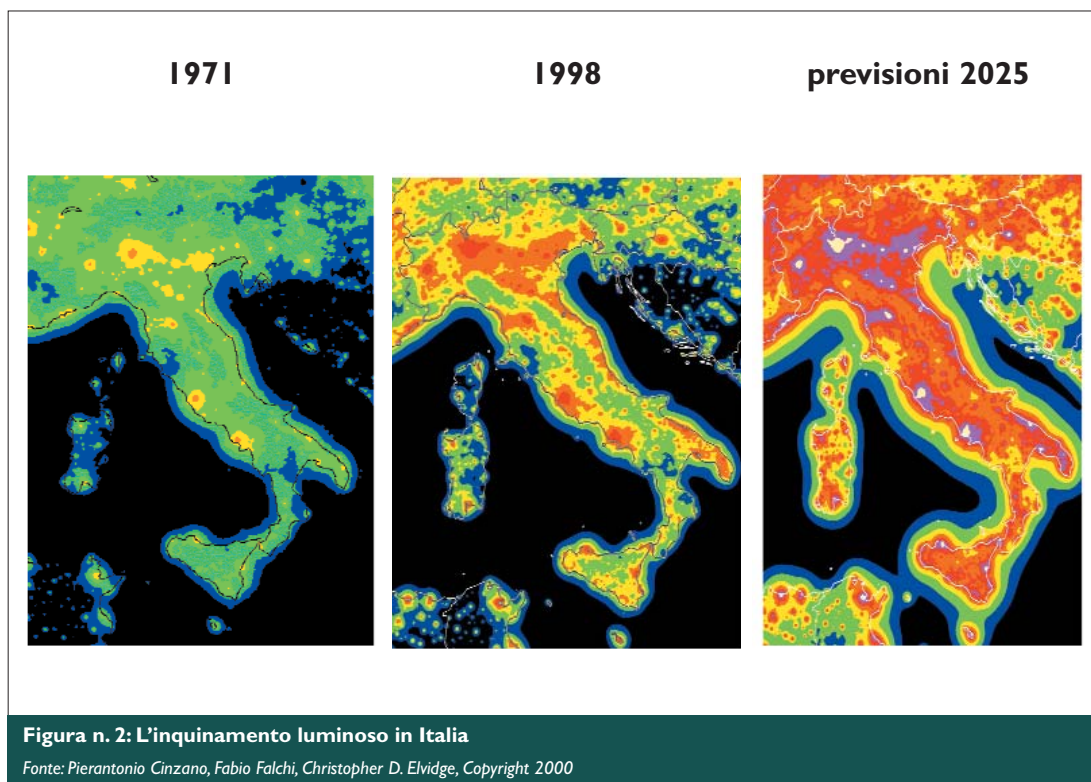 1971
1998
previsioni 2025
Figura n. 2: L'inquinamento luminoso in Italia
Fonte: Pierantonio Cinzano, Fabio Falchi, Christopher D. Elvidge, Copyright 2000